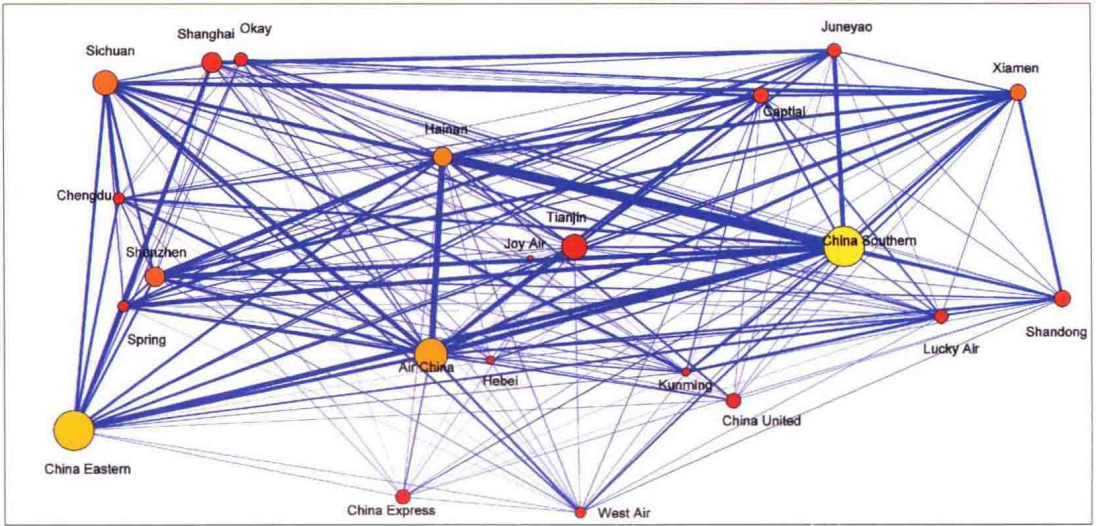 Shanghai
Okay
Juneyao
Sichuan
Xiamen
Captial
Hainan
Chengdu
Tianjin
Joy Air
China Southern
Shenzhen
Shandong
Spring
Lucky Air
Air China
Hebei
Kunming
China United
China Eastern
China Express
West Air